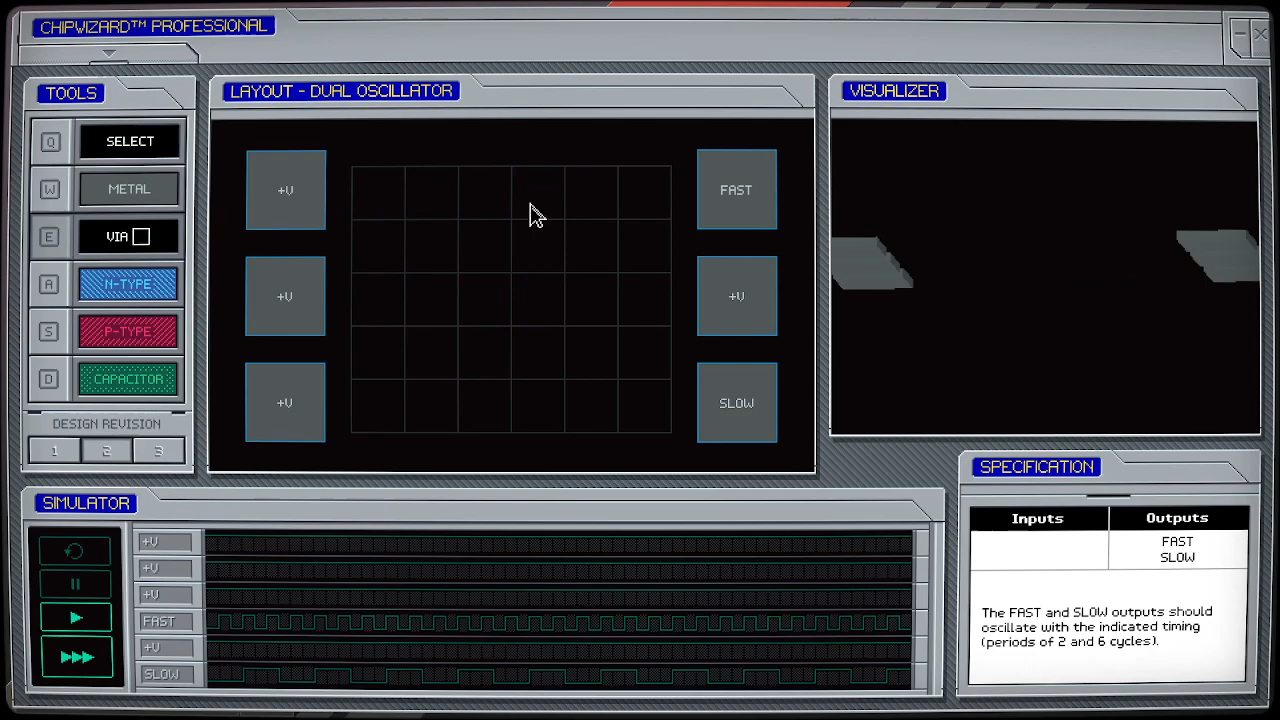 CHIPWIZARD™ PROFESSIONAL
TOOLS
Q SELECT
W METAL
E VIA
A N-TYPE
S P-TYPE
D CAPACITOR
DESIGN REVISION
1 2 3
LAYOUT - DUAL OSCILLATOR
+V FAST
+V +V
+V SLOW
VISUALIZER
SIMULATOR
+V
+V
+V
FAST
+V
SLOW
SPECIFICATION
Inputs Outputs
FAST
SLOW
The FAST and SLOW outputs should
oscillate with the indicated timing
(periods of 2 and 6 cycles).